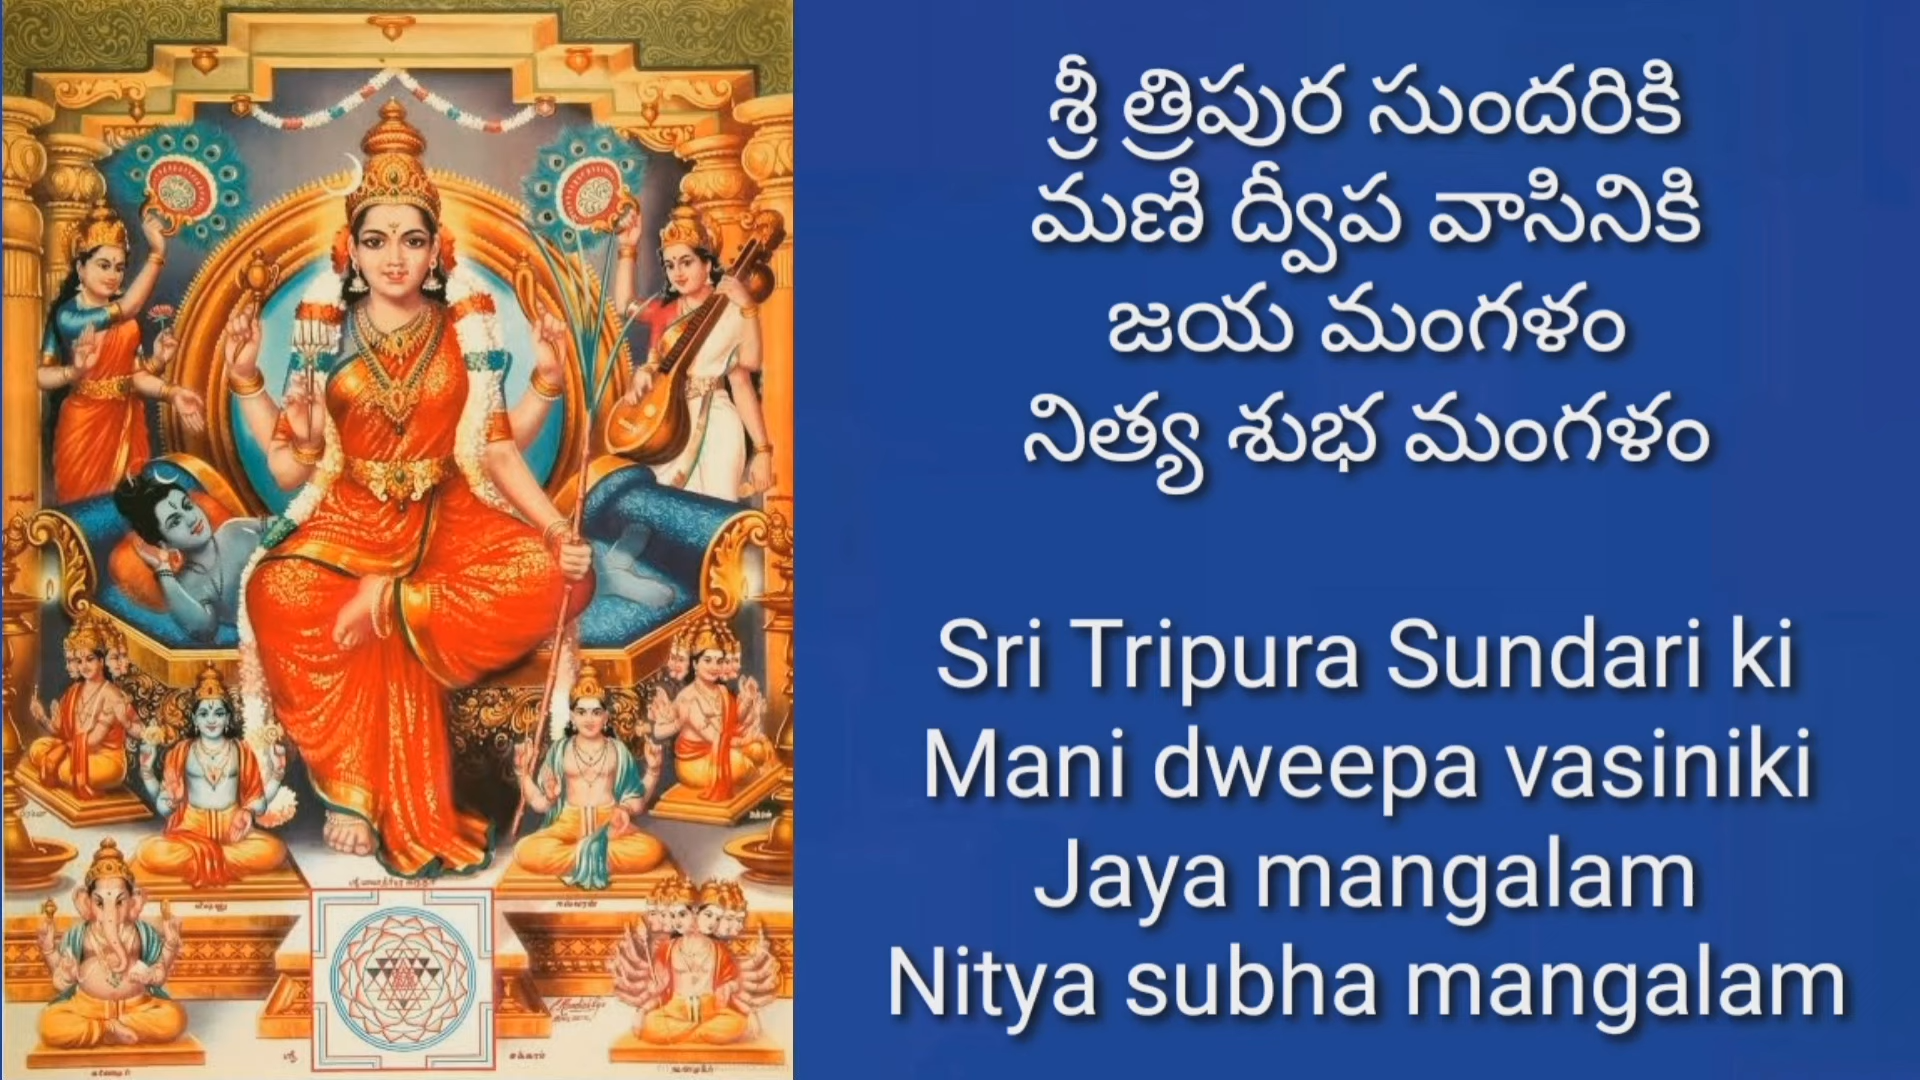 శ్రీ త్రిపుర సుందరికి
మణి ద్వీప వాసినికి
జయ మంగళం
నిత్య శుభ మంగళం
Sri Tripura Sundari ki
Mani dweepa vasiniki
Jaya mangalam
Nitya subha mangalam
ஸ்ரீ